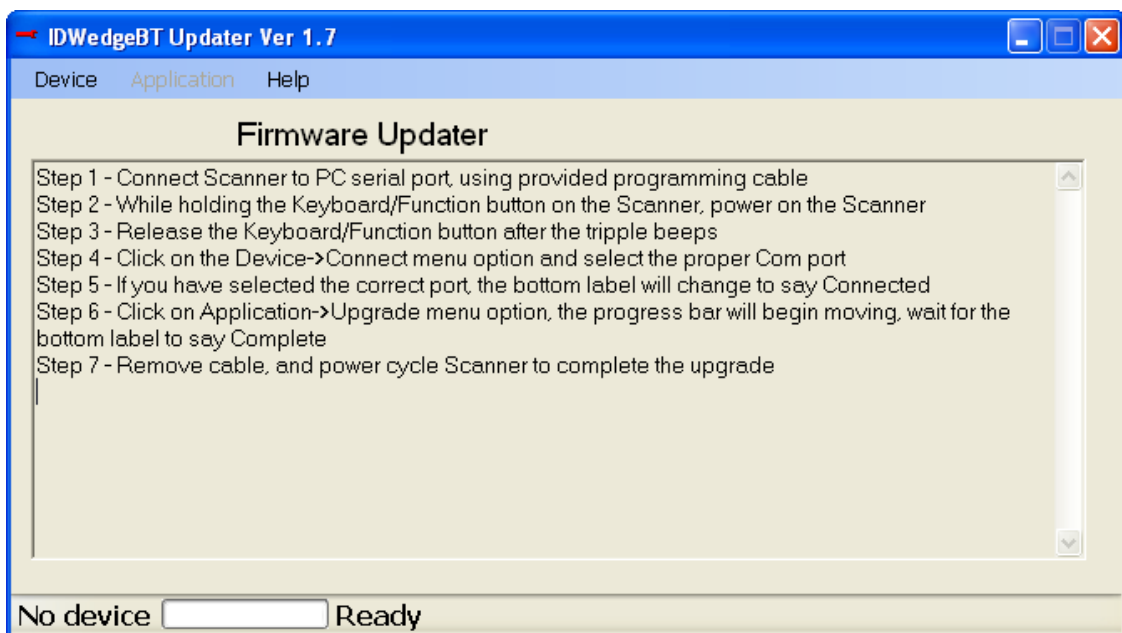 IDWedgeBT Updater Ver 1.7
Device Application Help
Firmware Updater
Step 1 - Connect Scanner to PC serial port, using provided programming cable
Step 2 - While holding the Keyboard/Function button on the Scanner, power on the Scanner
Step 3 - Release the Keyboard/Function button after the tripple beeps
Step 4 - Click on the Device->Connect menu option and select the proper Com port
Step 5 - If you have selected the correct port, the bottom label will change to say Connected
Step 6 - Click on Application->Upgrade menu option, the progress bar will begin moving, wait for the
bottom label to say Complete
Step 7 - Remove cable, and power cycle Scanner to complete the upgrade
No device Ready